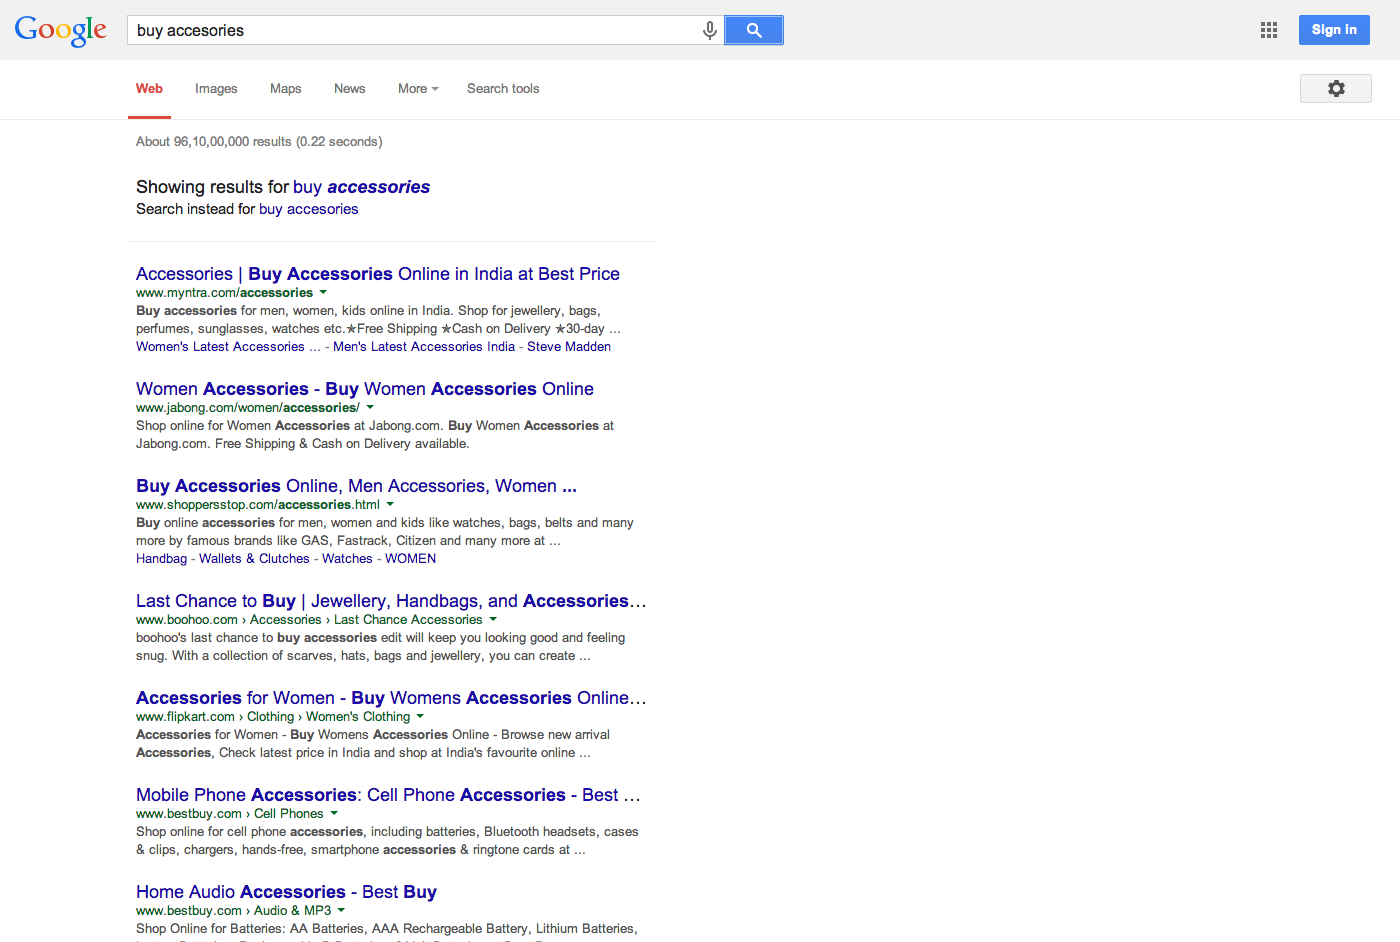 Google
buy accesories
Sign in
Web Images Maps News More Search tools
About 96,10,00,000 results (0.22 seconds)
Showing results for buy accessories
Search instead for buy accesories
Accessories | Buy Accessories Online in India at Best Price
www.myntra.com/accessories
Buy accessories for men, women, kids online in India. Shop for jewellery, bags,
perfumes, sunglasses, watches etc.★Free Shipping ★Cash on Delivery ★30-day ...
Women's Latest Accessories ... - Men's Latest Accessories India - Steve Madden
Women Accessories - Buy Women Accessories Online
www.jabong.com/women/accessories/
Shop online for Women Accessories at Jabong.com. Buy Women Accessories at
Jabong.com. Free Shipping & Cash on Delivery available.
Buy Accessories Online, Men Accessories, Women ...
www.shoppersstop.com/accessories.html
Buy online accessories for men, women and kids like watches, bags, belts and many
more by famous brands like GAS, Fastrack, Citizen and many more at ...
Handbag - Wallets & Clutches - Watches - WOMEN
Last Chance to Buy | Jewellery, Handbags, and Accessories...
www.boohoo.com › Accessories › Last Chance Accessories
boohoo's last chance to buy accessories edit will keep you looking good and feeling
snug. With a collection of scarves, hats, bags and jewellery, you can create ...
Accessories for Women - Buy Womens Accessories Online...
www.flipkart.com › Clothing › Women's Clothing
Accessories for Women - Buy Womens Accessories Online - Browse new arrival
Accessories, Check latest price in India and shop at India's favourite online ...
Mobile Phone Accessories: Cell Phone Accessories - Best ...
www.bestbuy.com › Cell Phones
Shop online for cell phone accessories, including batteries, Bluetooth headsets, cases
& clips, chargers, hands-free, smartphone accessories & ringtone cards at ...
Home Audio Accessories - Best Buy
www.bestbuy.com › Audio & MP3
Shop Online for Batteries: AA Batteries, AAA Rechargeable Battery, Lithium Batteries,